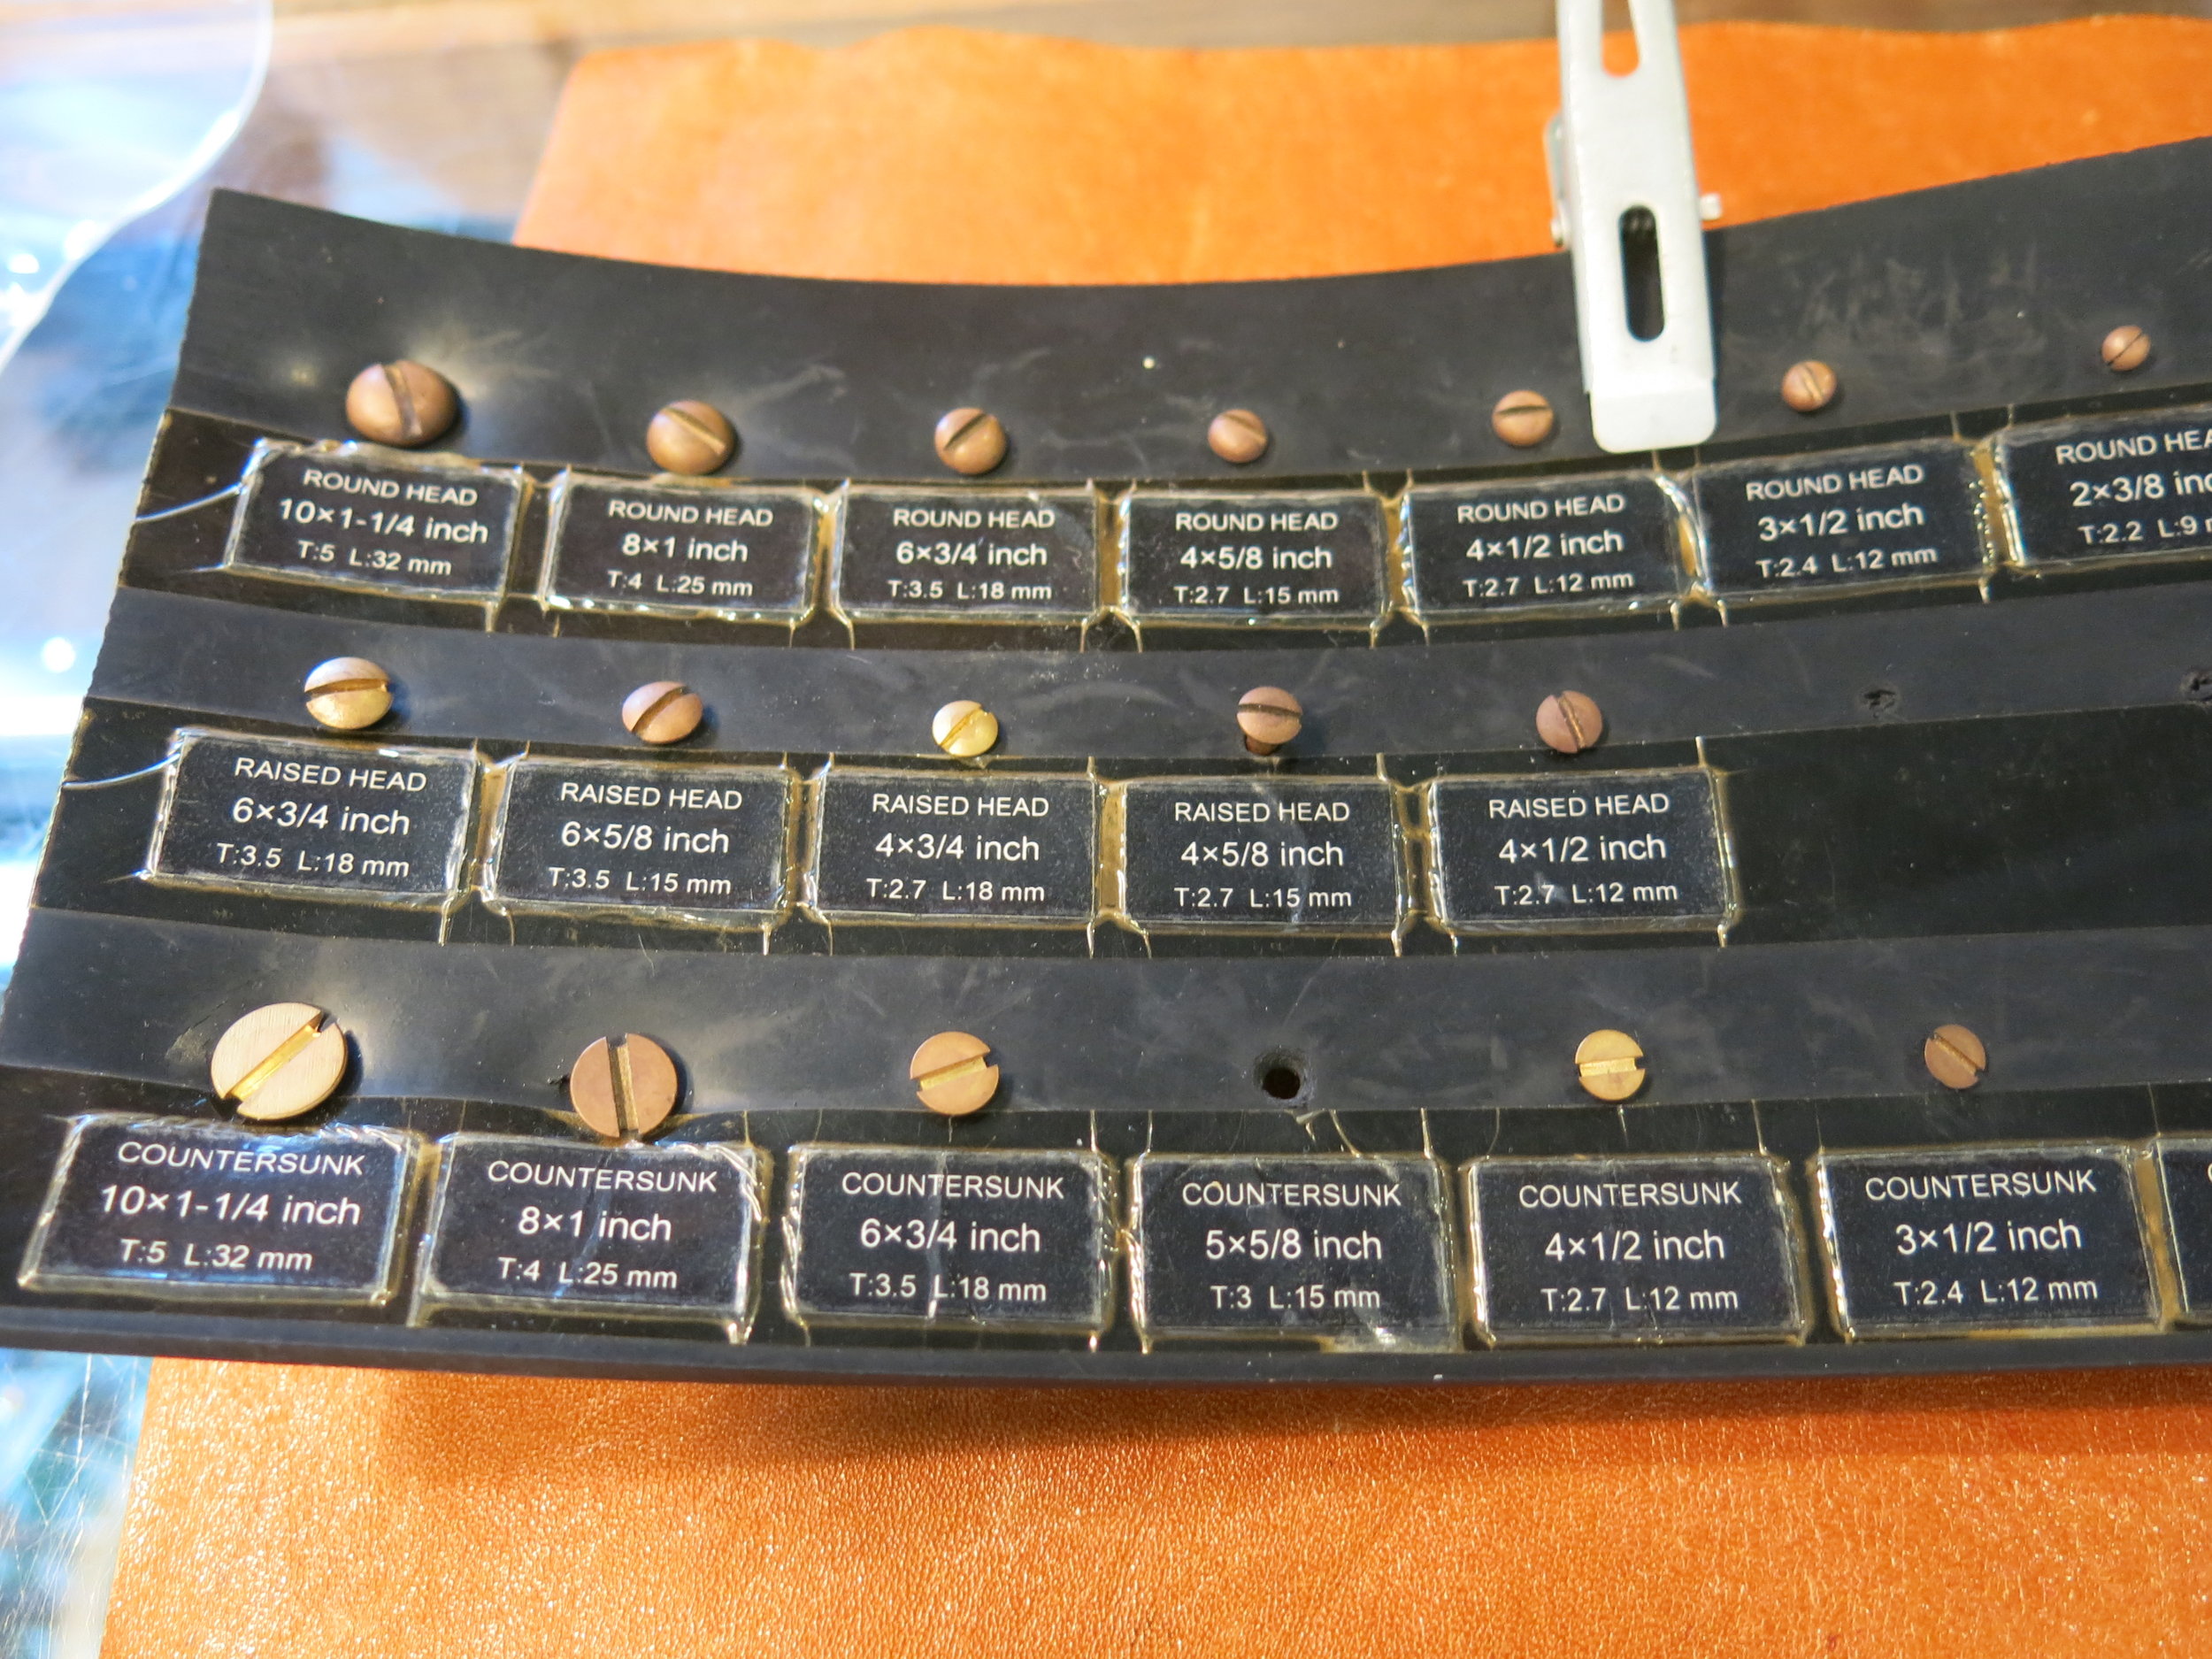 ROUND HEAD
10×1-1/4 inch
T:5 L:32 mm
ROUND HEAD
8×1 inch
T:4 L:25 mm
ROUND HEAD
6×3/4 inch
T:3.5 L:18 mm
ROUND HEAD
4×5/8 inch
T:2.7 L:15 mm
ROUND HEAD
4×1/2 inch
T:2.7 L:12 mm
ROUND HEAD
3×1/2 inch
T:2.4 L:12 mm
ROUND
2×3/8
T:2.2 L:9
RAISED HEAD
6×3/4 inch
T:3.5 L:18 mm
RAISED HEAD
6×5/8 inch
T:3.5 L:15 mm
RAISED HEAD
4×3/4 inch
T:2.7 L:18 mm
RAISED HEAD
4×5/8 inch
T:2.7 L:15 mm
RAISED HEAD
4×1/2 inch
T:2.7 L:12 mm
COUNTERSUNK
10×1-1/4 inch
T:5 L:32 mm
COUNTERSUNK
8×1 inch
T:4 L:25 mm
COUNTERSUNK
6×3/4 inch
T:3.5 L:18 mm
COUNTERSUNK
5×5/8 inch
T:3 L:15 mm
COUNTERSUNK
4×1/2 inch
T:2.7 L:12 mm
COUNTERSUNK
3×1/2 inch
T:2.4 L:12 mm